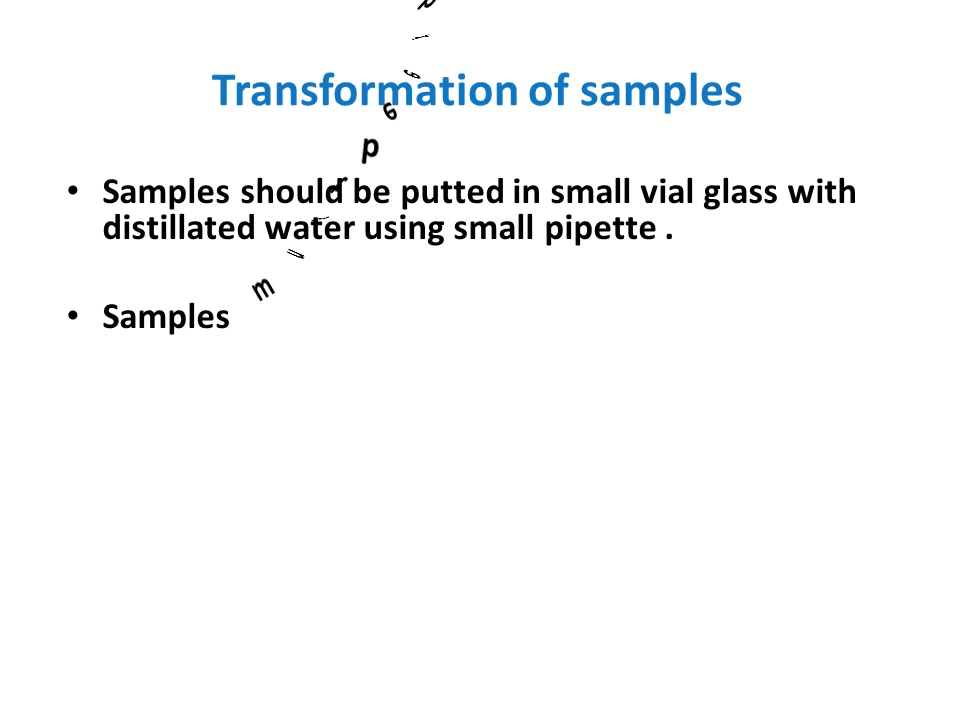 Transformation of samples
• Samples should be putted in small vial glass with
distillated water using small pipette .
• Samples m